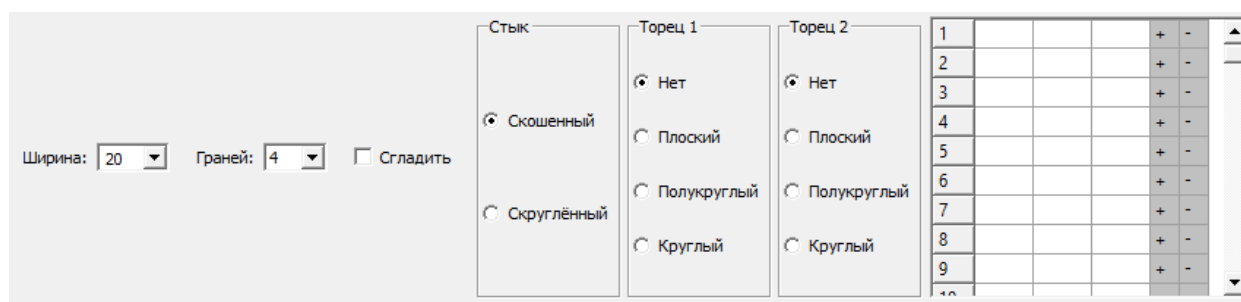 Ширина: 20 Граней: 4 Сгладить
Стык
Скошенный
Скруглённый
Торец 1
Нет
Плоский
Полукруглый
Круглый
Торец 2
Нет
Плоский
Полукруглый
Круглый
1 + -
2 + -
3 + -
4 + -
5 + -
6 + -
7 + -
8 + -
9 + -